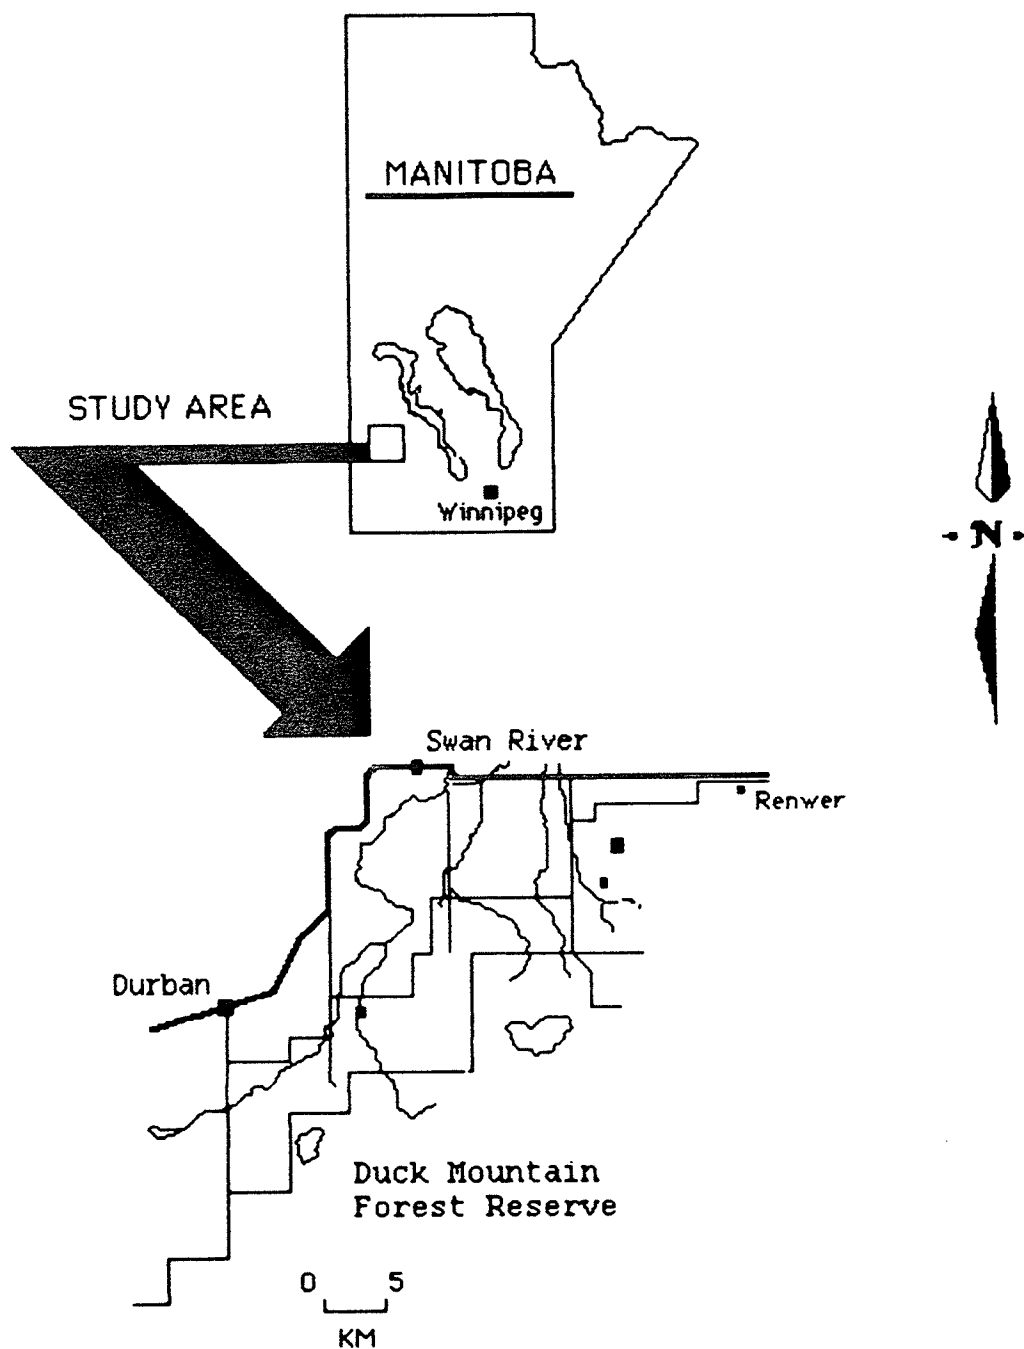 MANITOBA
STUDY AREA
Winnipeg
N
Swan River
Renwer
Durban
Duck Mountain
Forest Reserve
0 5
KM